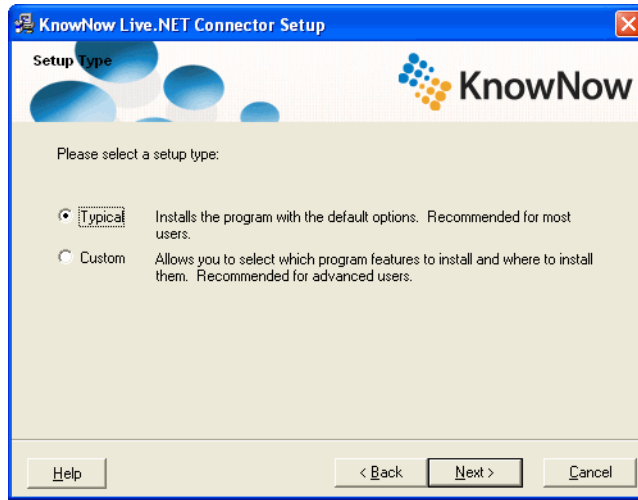 KnowNow Live.NET Connector Setup
Setup Type
KnowNow
Please select a setup type:
Typical
Installs the program with the default options. Recommended for most
users.
Custom
Allows you to select which program features to install and where to install
them. Recommended for advanced users.
Help
< Back
Next >
Cancel